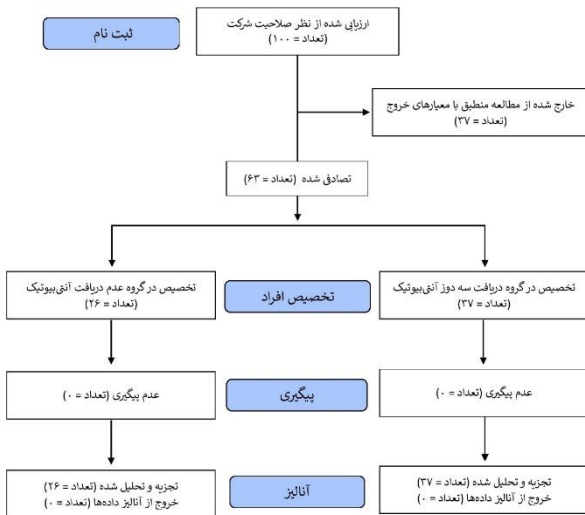 ثبت نام
ارزیابی شده از نظر صلاحیت شرکت
(تعداد = ۱۰۰)
خارج شده از مطالعه منطبق با معیارهای خروج
(تعداد = ۳۷)
تصادفی شده (تعداد = ۶۳)
تخصیص در گروه دریافت سه دوز آنتی‌بیوتیک
(تعداد = ۳۷)
تخصیص افراد
تخصیص در گروه عدم دریافت آنتی‌بیوتیک
(تعداد = ۲۶)
عدم پیگیری (تعداد = ۰)
پیگیری
عدم پیگیری (تعداد = ۰)
تجزیه و تحلیل شده (تعداد = ۳۷)
خروج از آنالیز داده‌ها (تعداد = ۰)
آنالیز
تجزیه و تحلیل شده (تعداد = ۲۶)
خروج از آنالیز داده‌ها (تعداد = ۰)